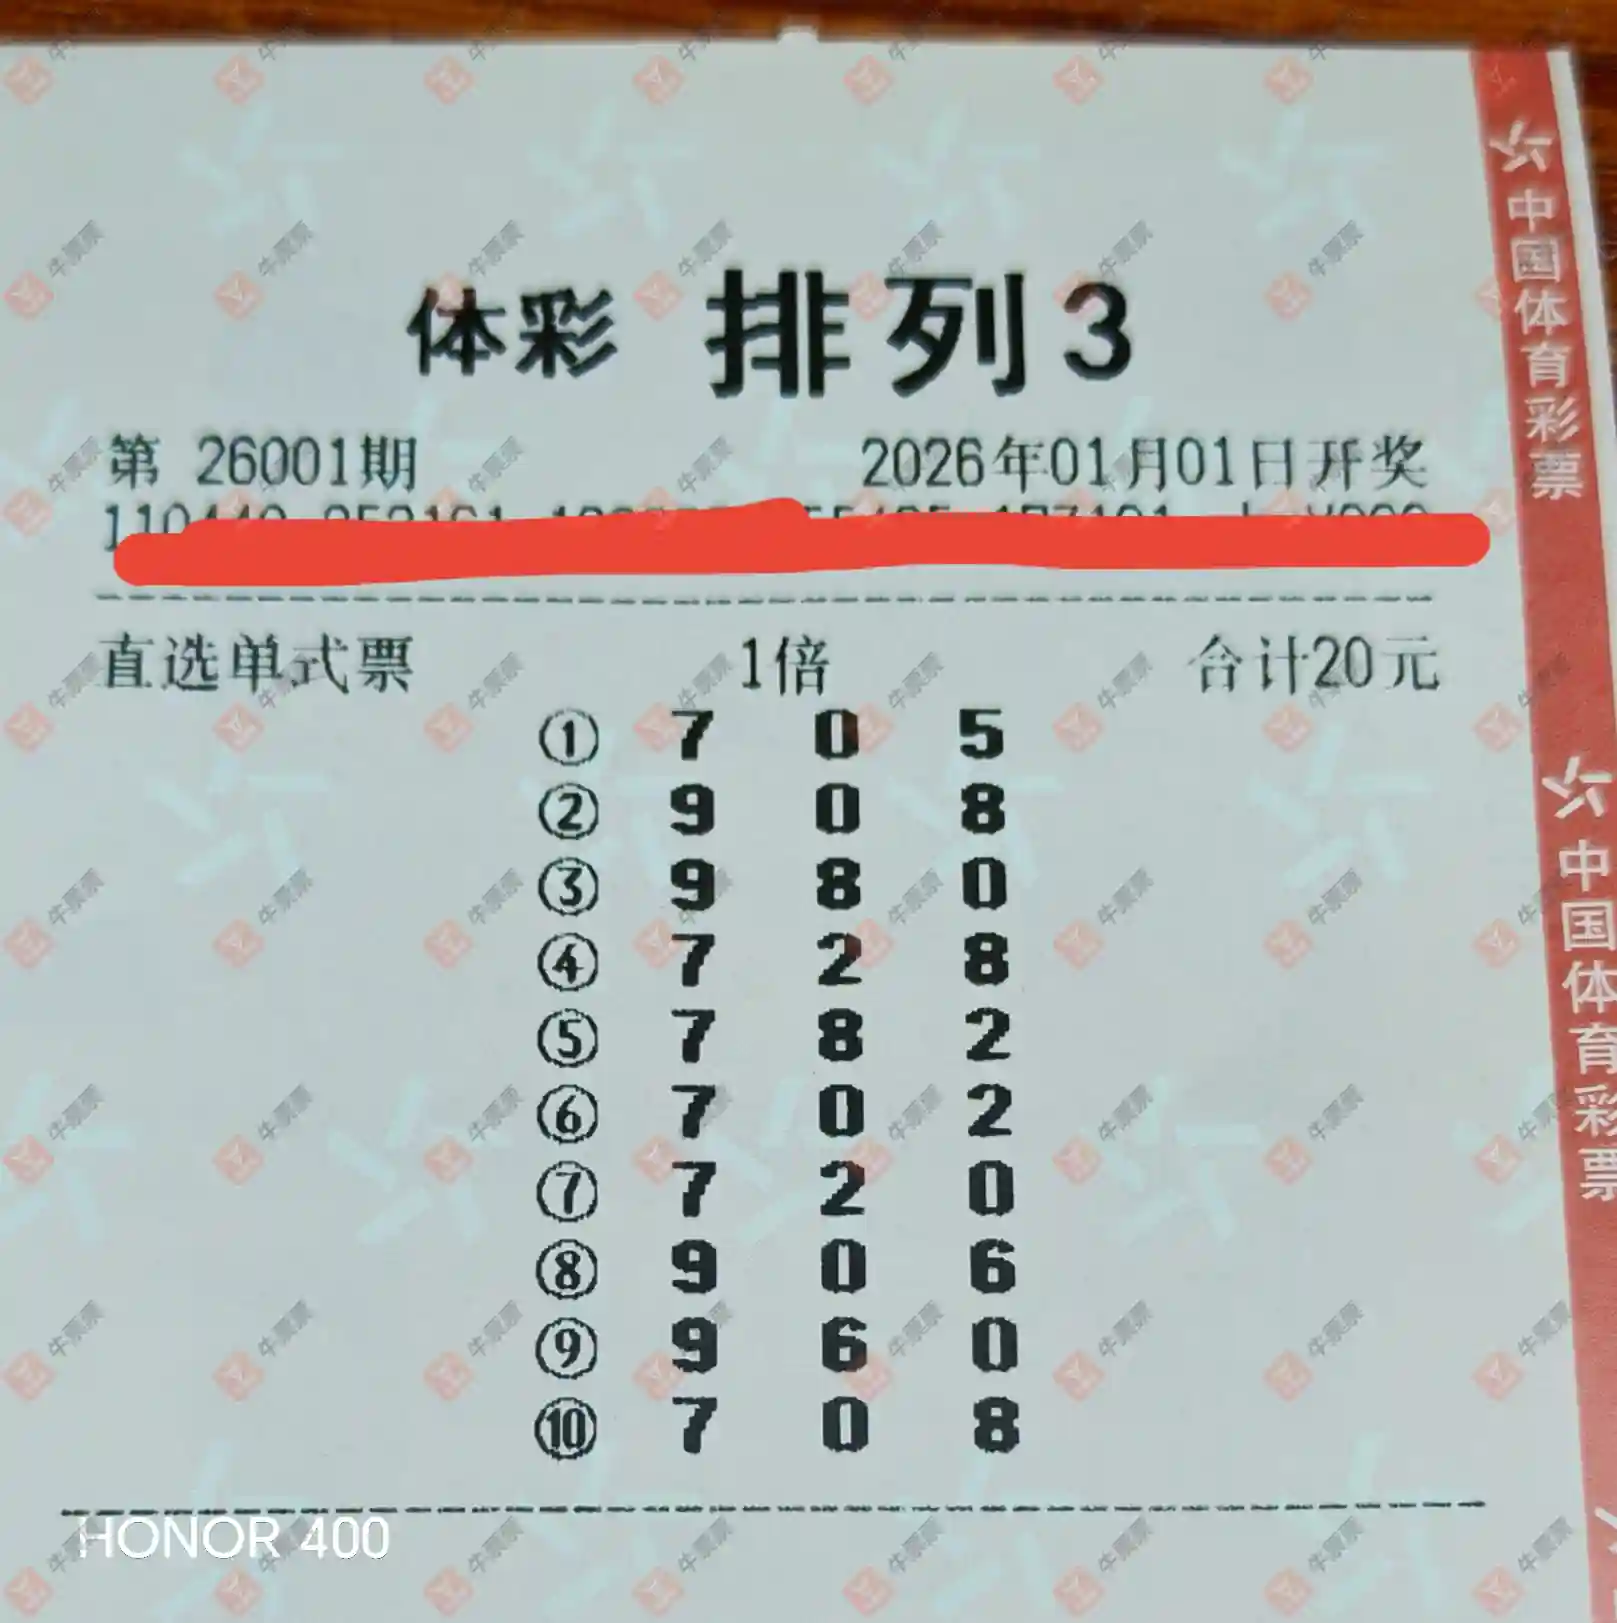 体彩 排列3
第 26001期 2026年01月01日开奖
直选单式票 1倍 合计20元
① 7 0 5
② 9 0 8
③ 9 8 0
④ 7 2 8
⑤ 7 8 2
⑥ 7 0 2
⑦ 7 2 0
⑧ 9 0 6
⑨ 9 6 0
⑩ 7 0 8
HONOR 400
中国体育彩票
中国体育彩票
牛票票